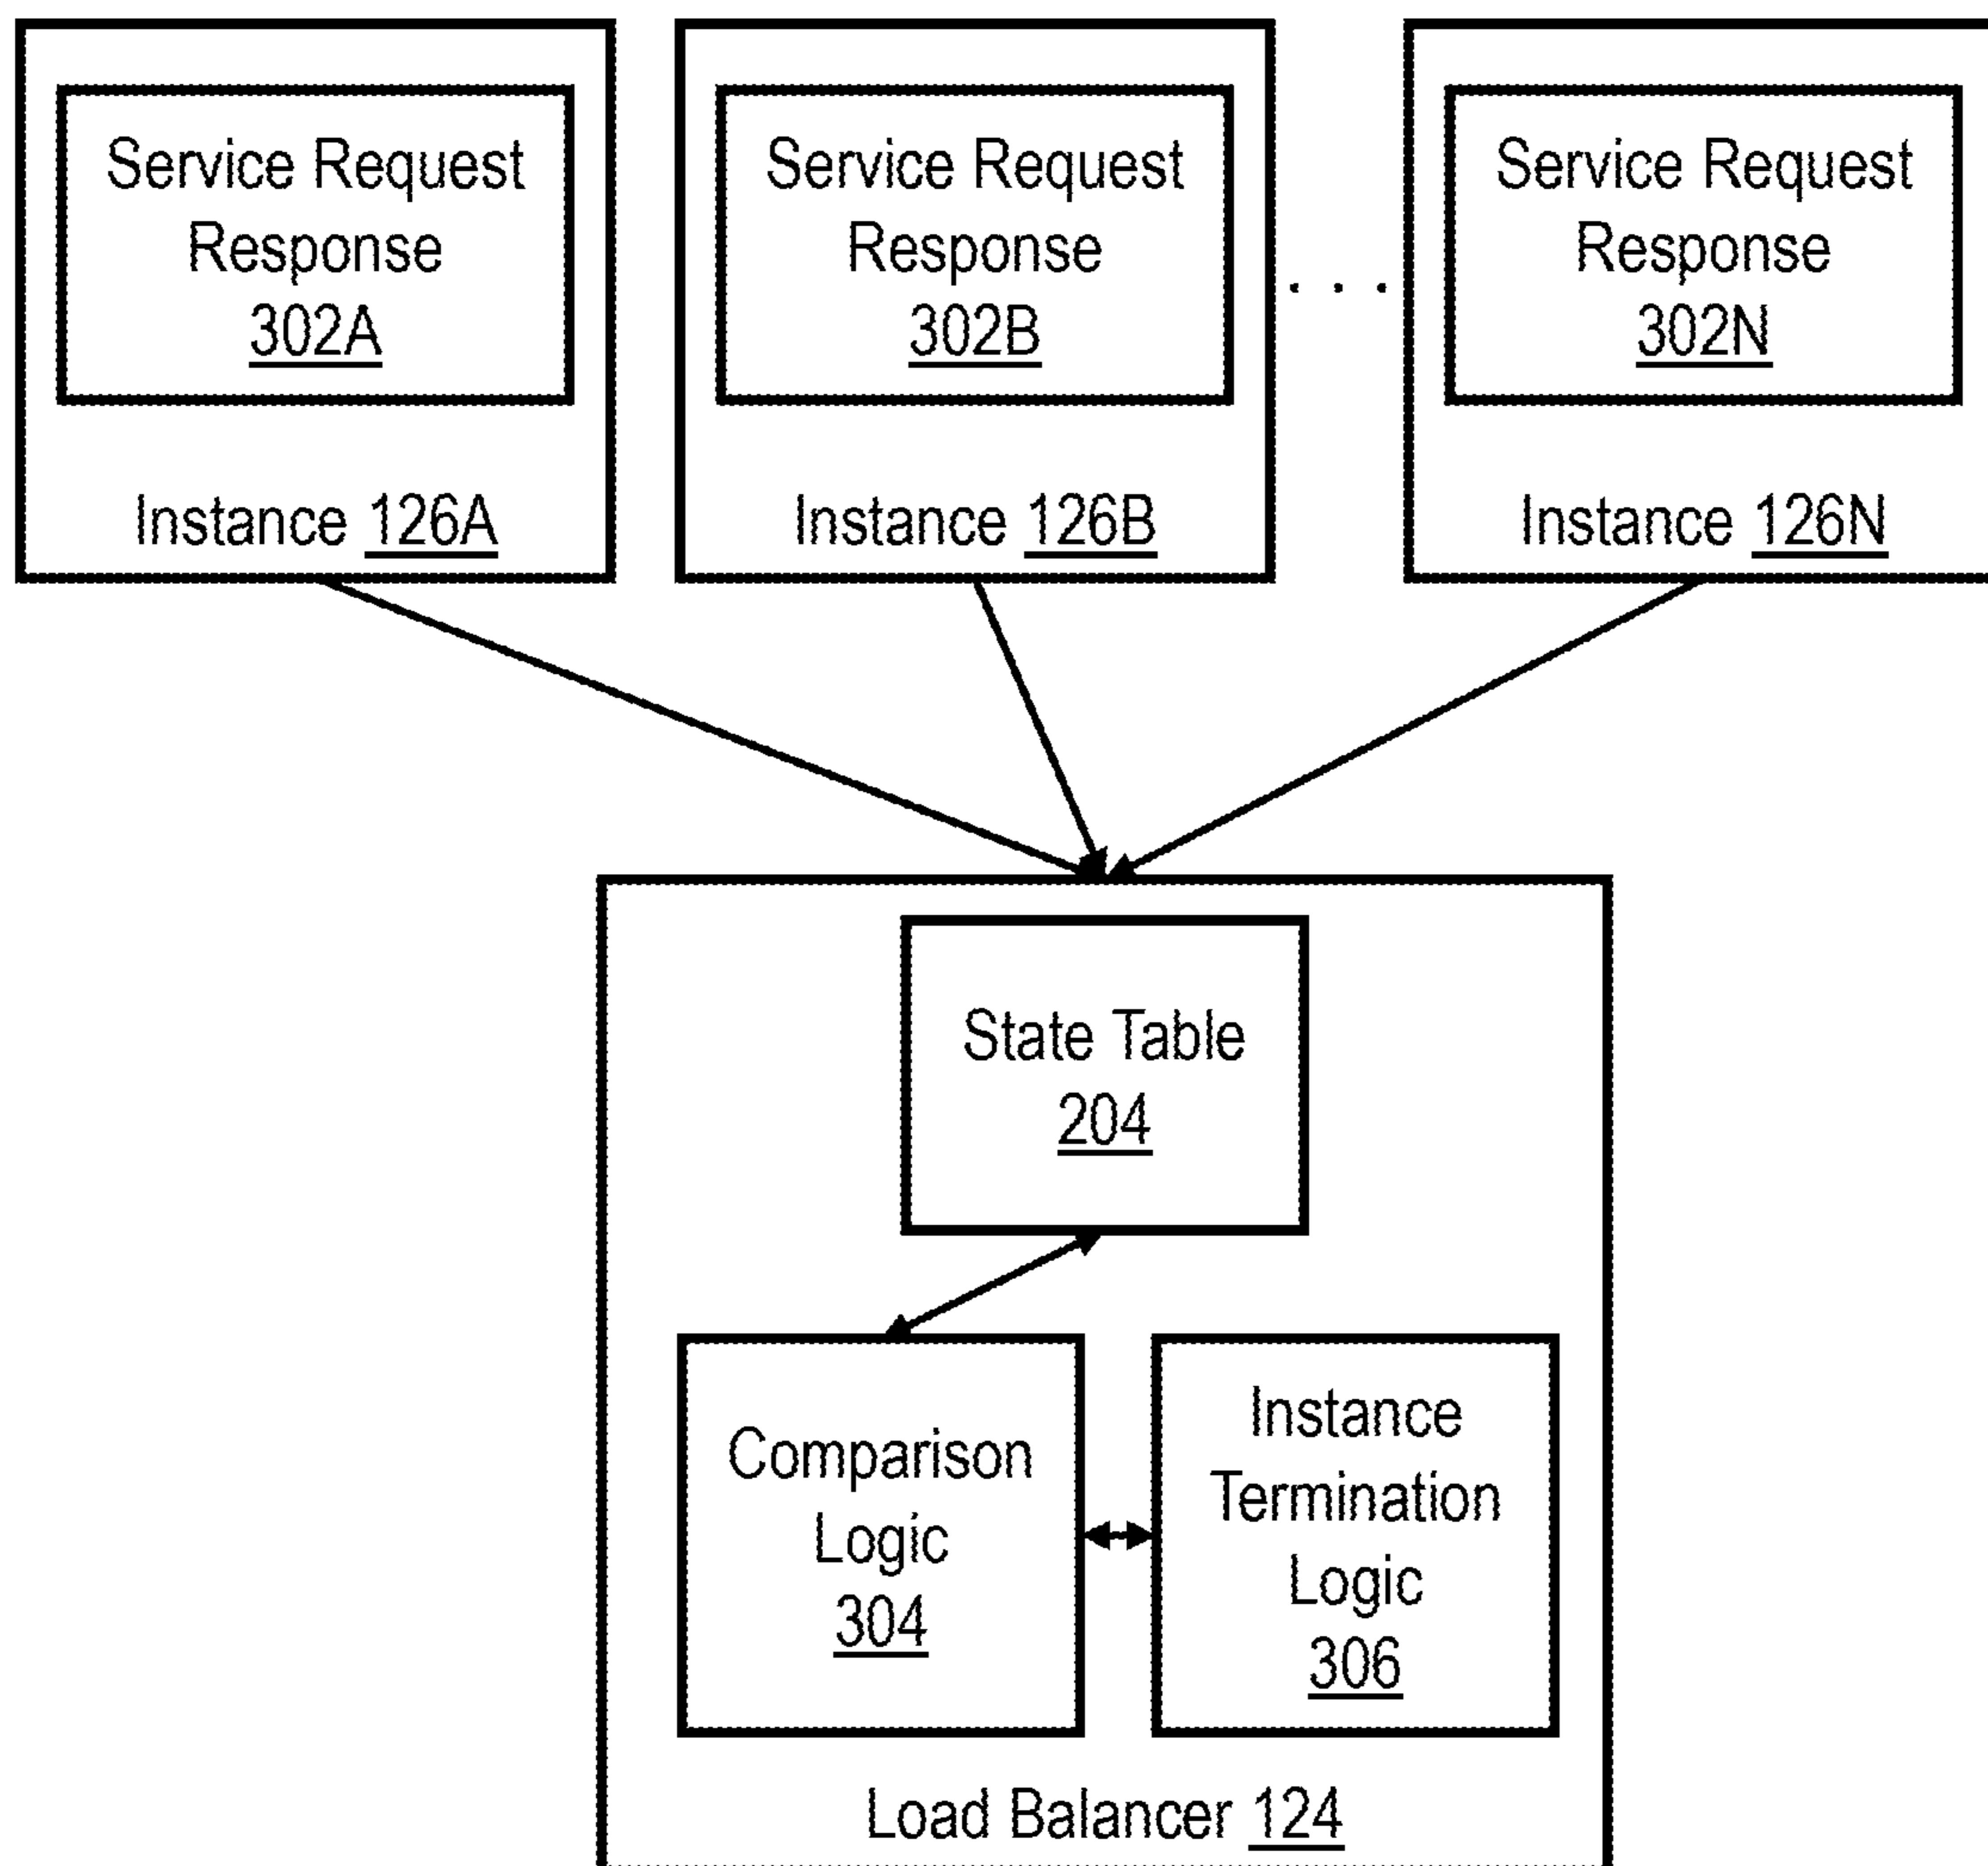 Service Request
Response
302A
Instance 126A
Service Request
Response
302B
Instance 126B
. . .
Service Request
Response
302N
Instance 126N
State Table
204
Comparison
Logic
304
Instance
Termination
Logic
306
Load Balancer 124